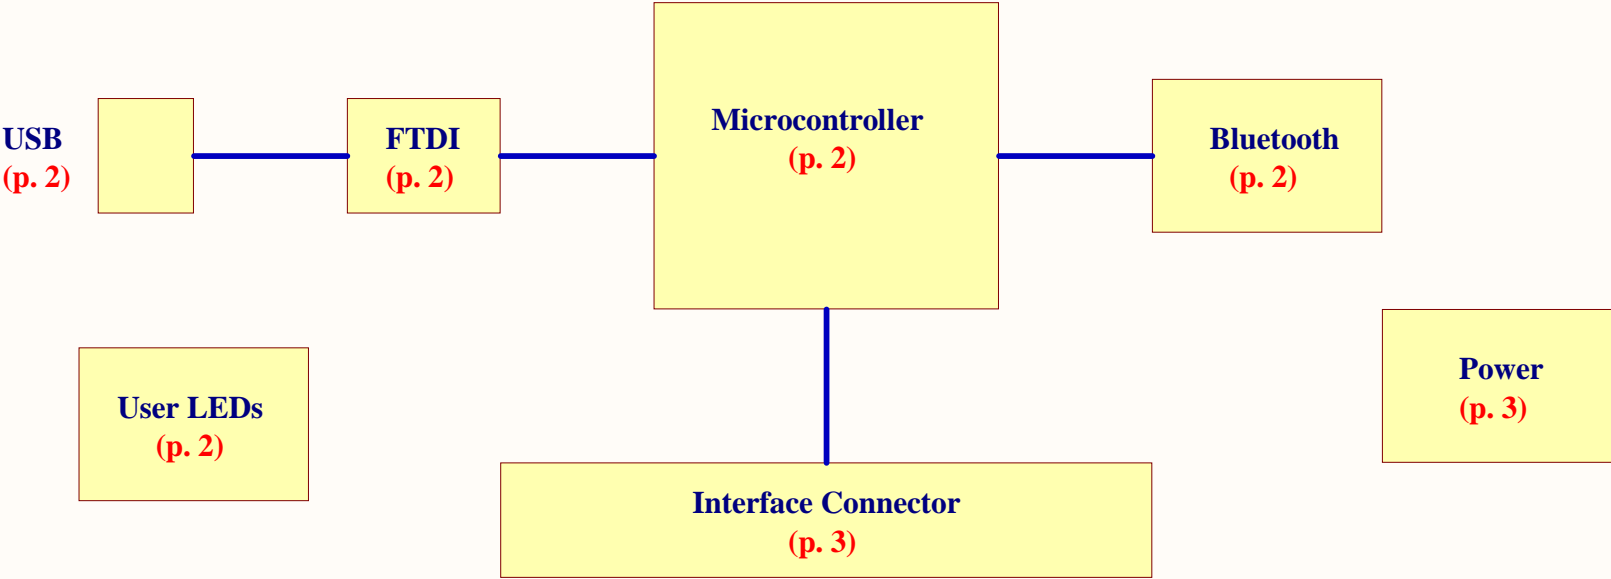 USB
(p. 2)
FTDI
(p. 2)
Microcontroller
(p. 2)
Bluetooth
(p. 2)
User LEDs
(p. 2)
Power
(p. 3)
Interface Connector
(p. 3)